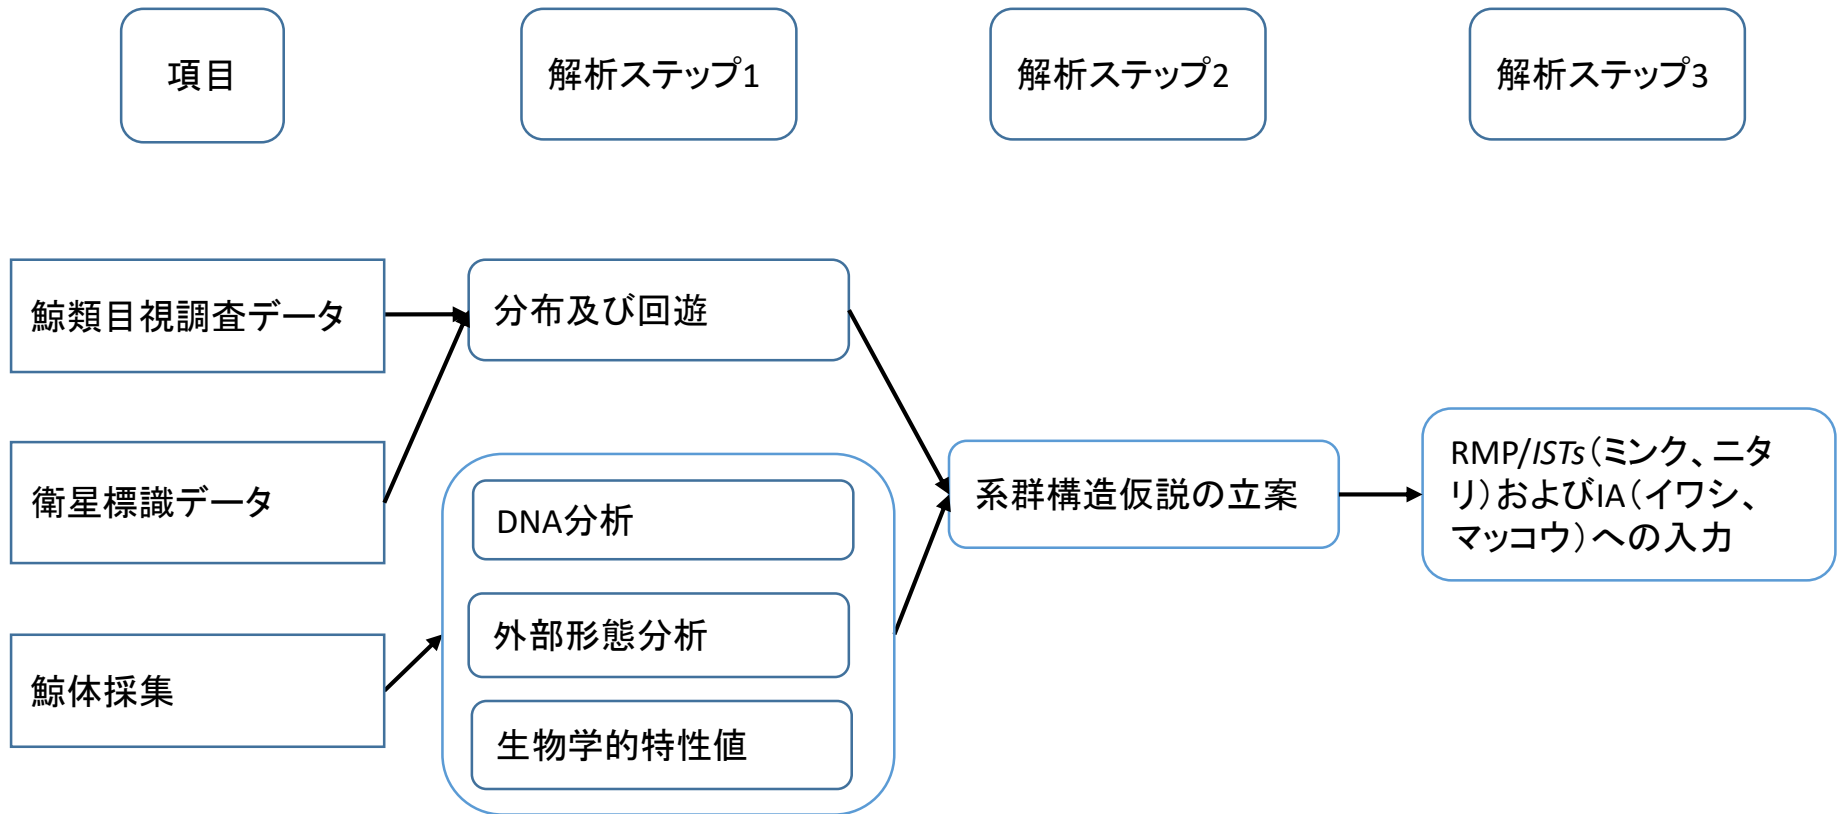 項目
解析ステップ1
解析ステップ2
解析ステップ3
鯨類目視調査データ
分布及び回遊
衛星標識データ
DNA分析
外部形態分析
鯨体採集
生物学的特性値
系群構造仮説の立案
RMP/ISTs（ミンク、ニタ
リ）およびIA（イワシ、
マッコウ）への入力